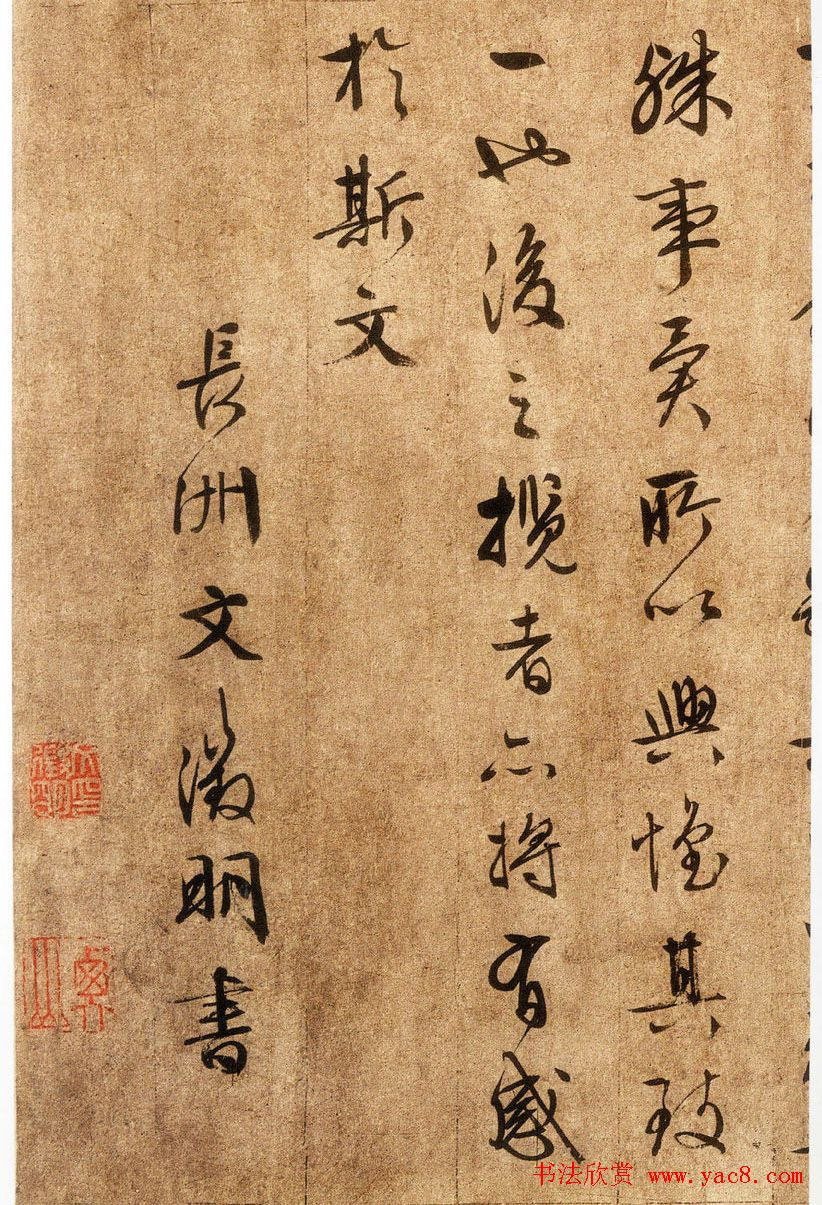 殊事異所以興懷其致
一也後之攬者亦將有感
於斯文
長洲文徵明書
书法欣赏 www.yac8.com